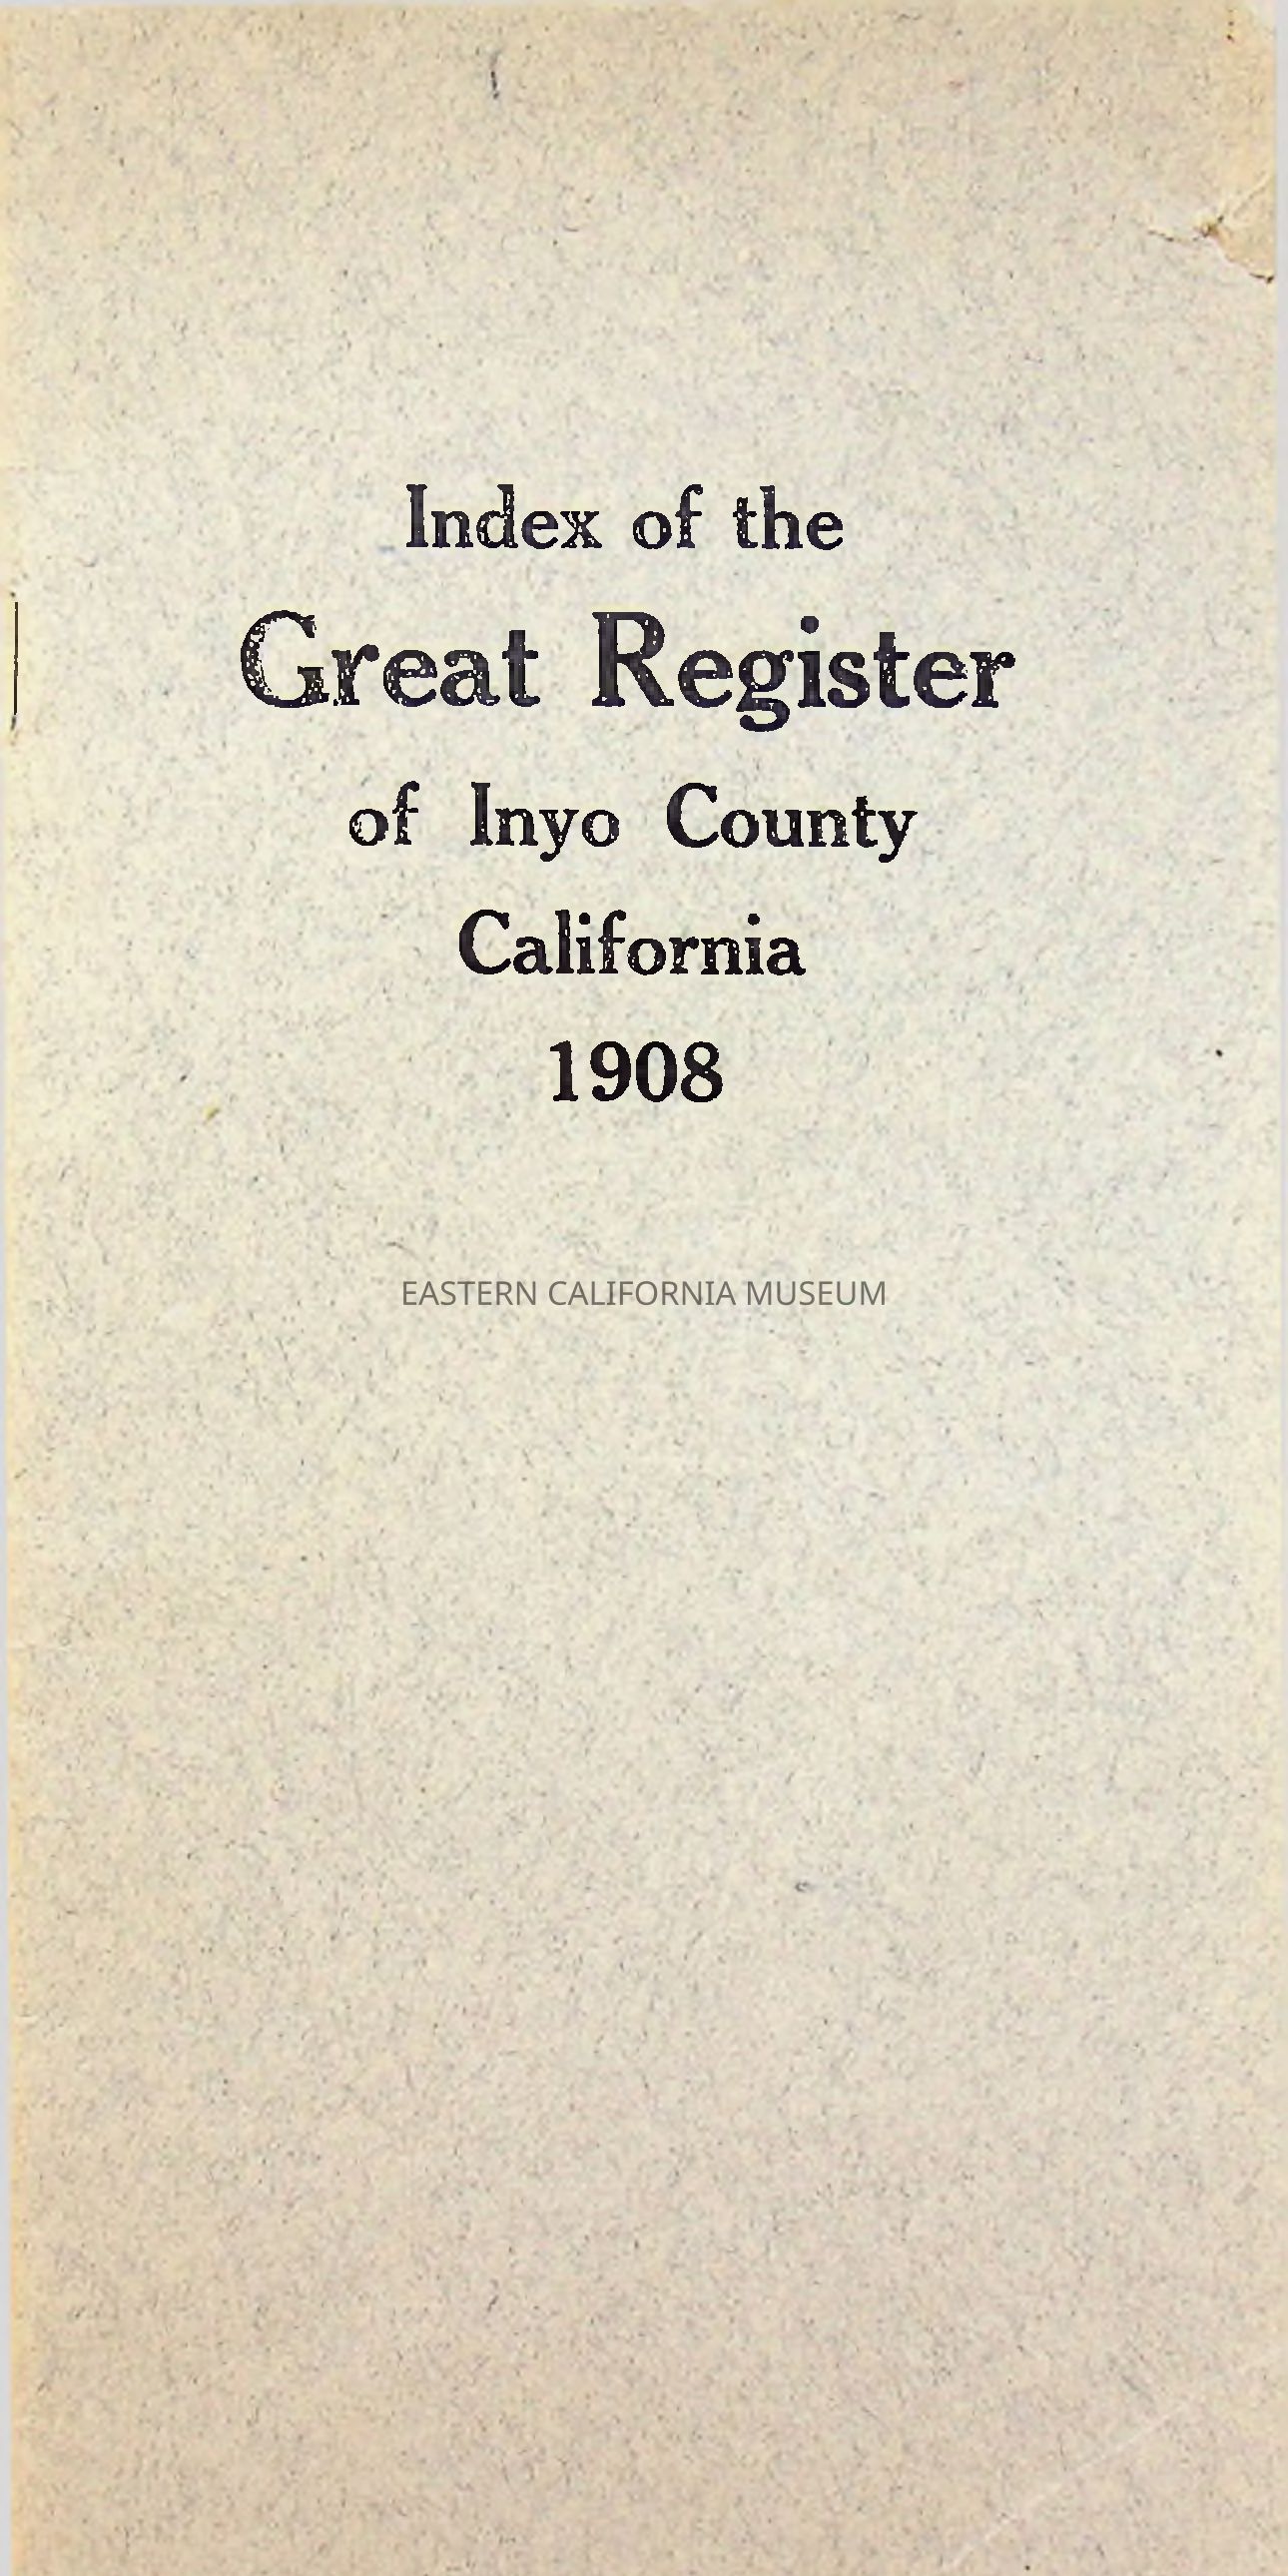 Index of the
Great Register
of Inyo County
California
1908
EASTERN CALIFORNIA MUSEUM